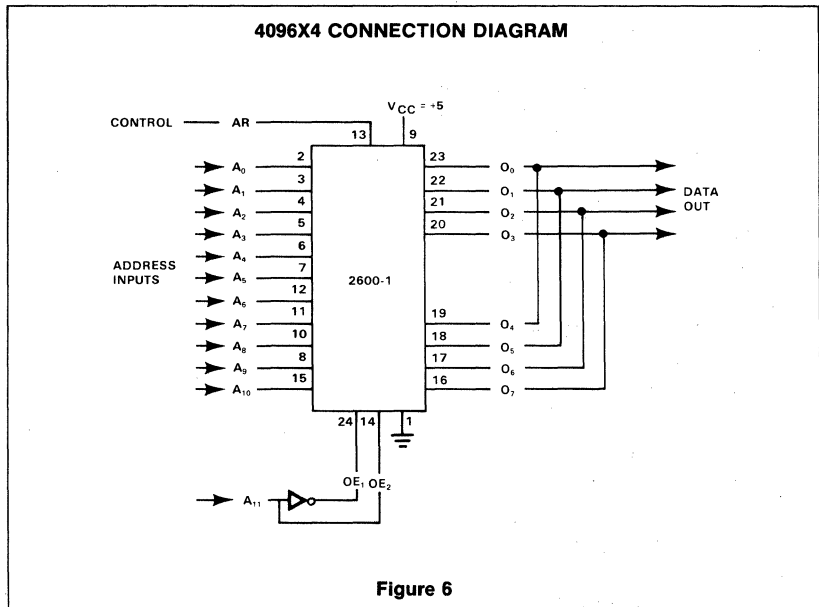 4096X4 CONNECTION DIAGRAM
VCC = +5
CONTROL AR
13 9
2 23
A0 O0
3 22
A1 O1 DATA
4 21 OUT
A2 O2
5 20
A3 O3
6
A4
ADDRESS 7
INPUTS A5 2600-1
12
A6
11 19
A7 O4
10 18
A8 O5
8 17
A9 O6
15 16
A10 O7
24 14 1
OE1 OE2
A11
Figure 6